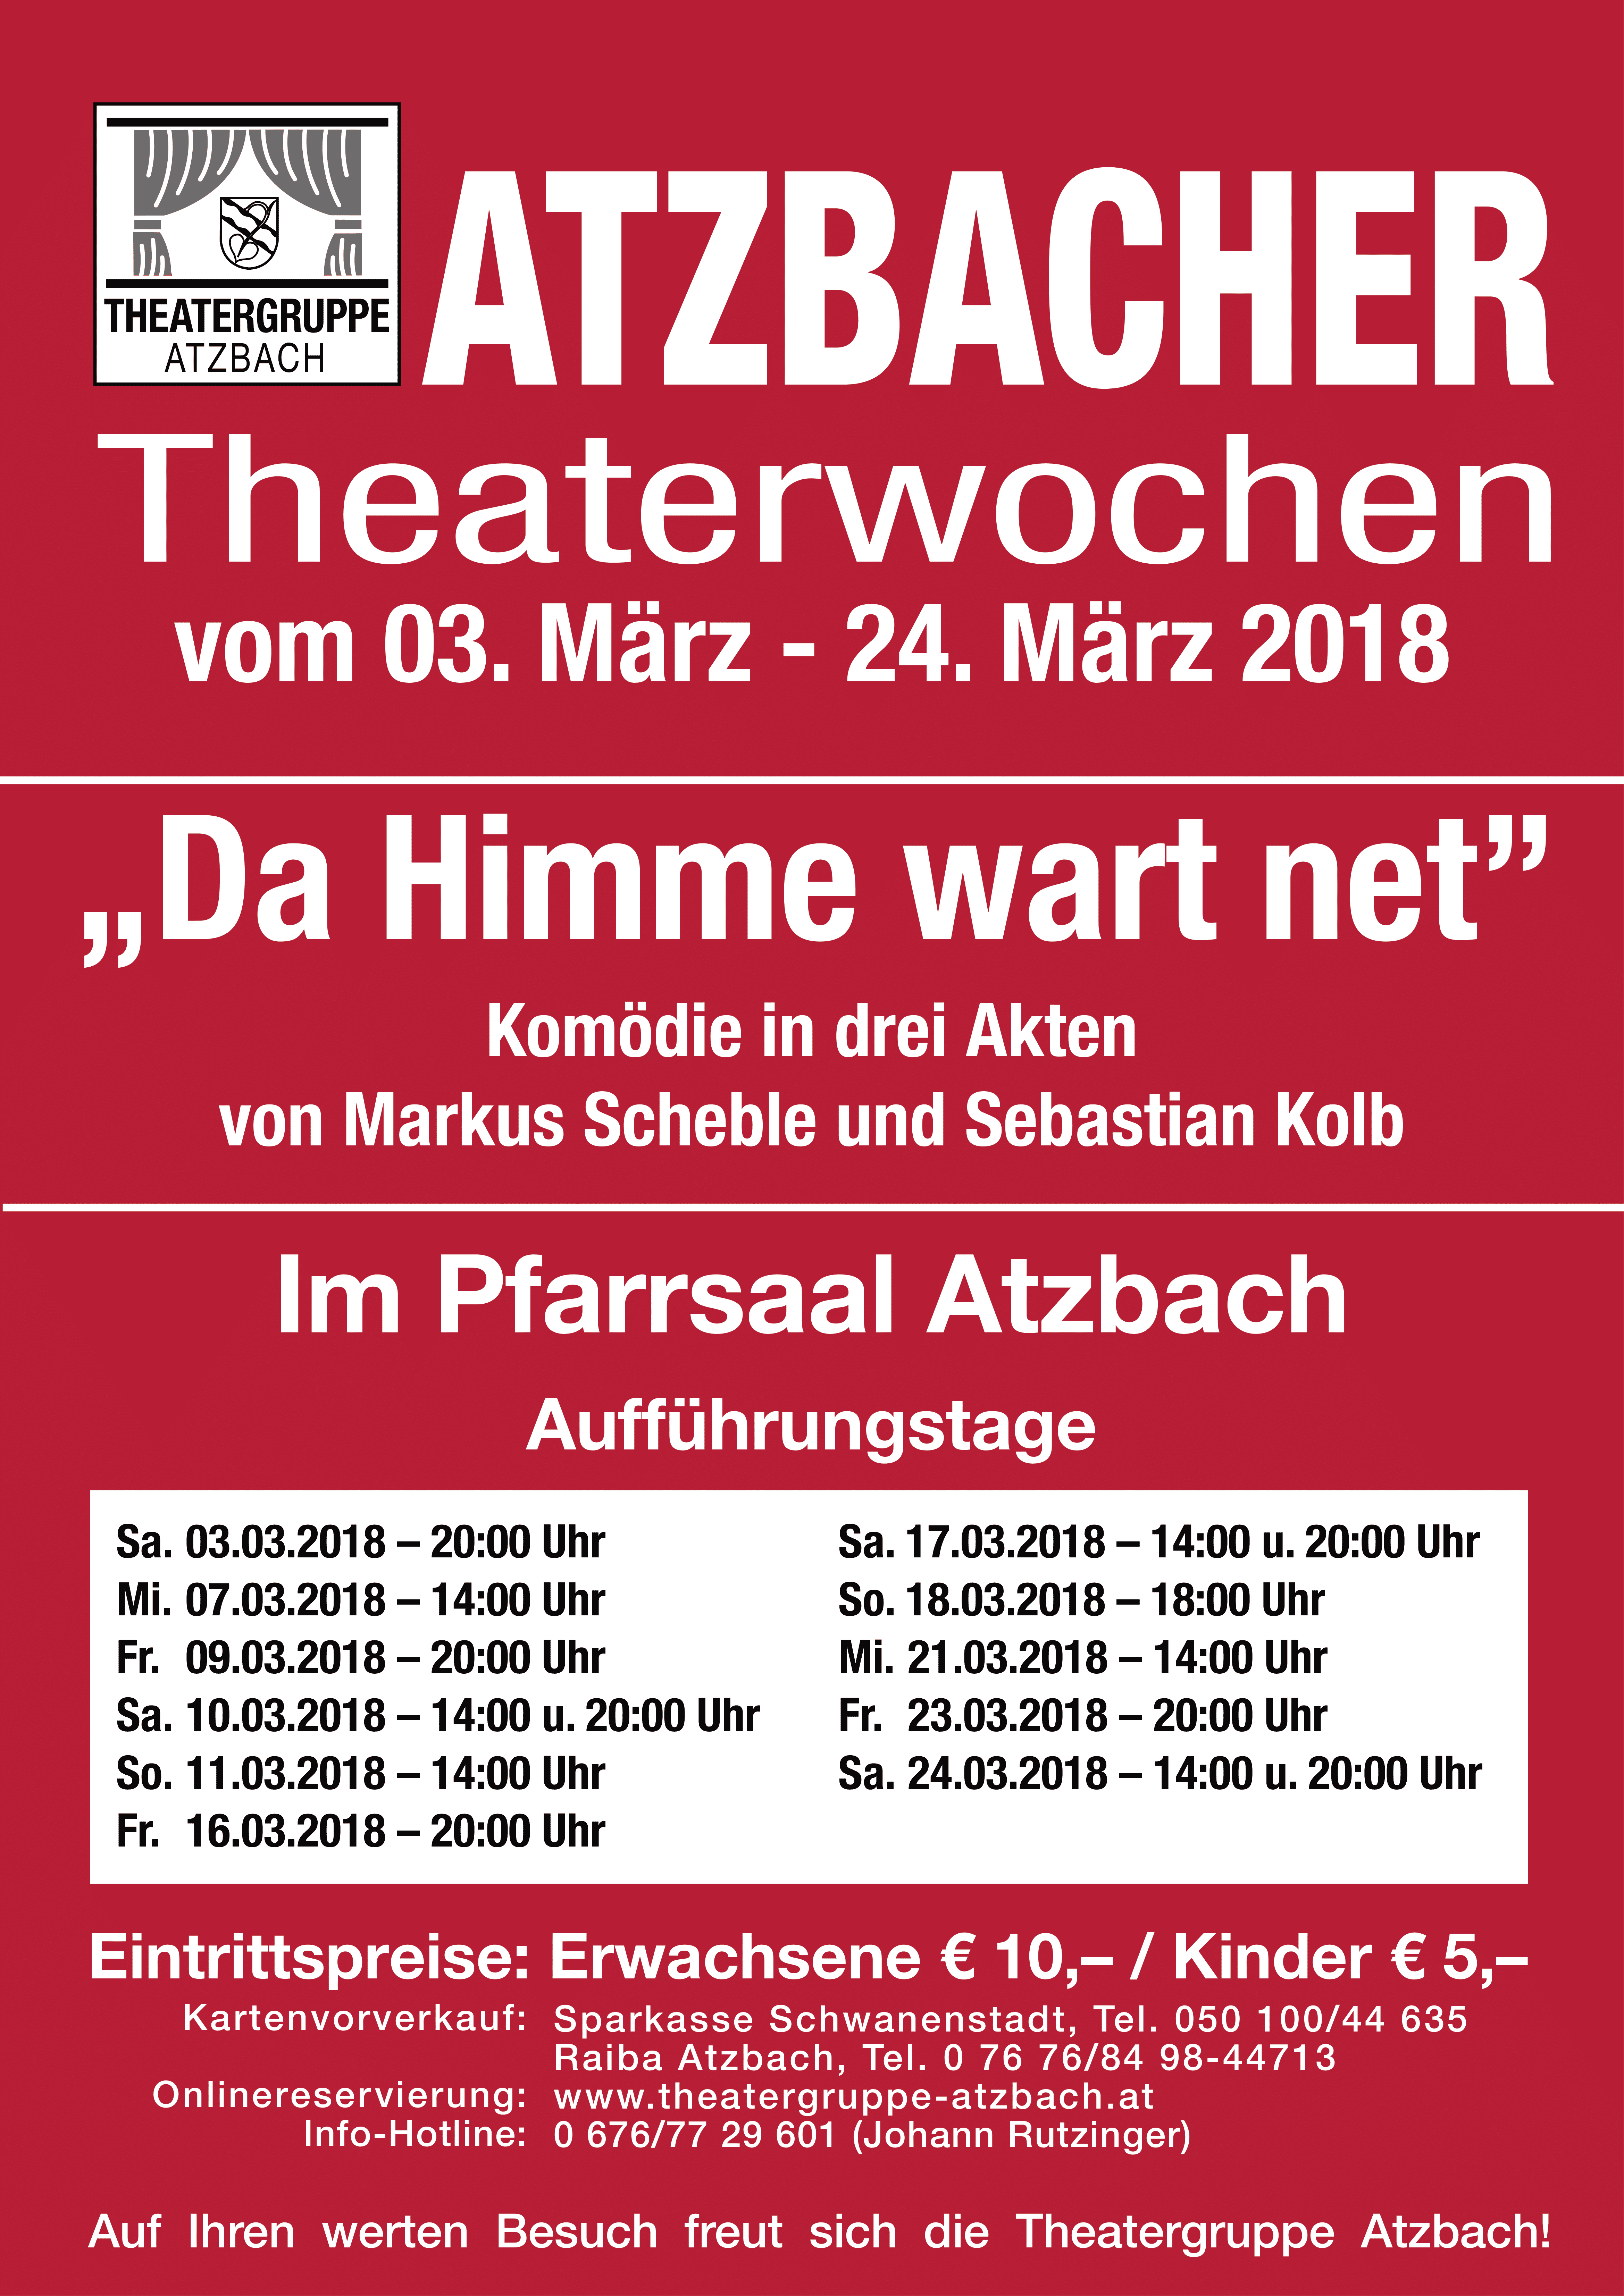 THEATERGRUPPE
ATZBACH
ATZBACHER
Theaterwochen
vom 03. März - 24. März 2018
„Da Himme wart net”
Komödie in drei Akten
von Markus Scheble und Sebastian Kolb
Im Pfarrsaal Atzbach
Aufführungstage
Sa. 03.03.2018 – 20:00 Uhr
Mi. 07.03.2018 – 14:00 Uhr
Fr. 09.03.2018 – 20:00 Uhr
Sa. 10.03.2018 – 14:00 u. 20:00 Uhr
So. 11.03.2018 – 14:00 Uhr
Fr. 16.03.2018 – 20:00 Uhr
Sa. 17.03.2018 – 14:00 u. 20:00 Uhr
So. 18.03.2018 – 18:00 Uhr
Mi. 21.03.2018 – 14:00 Uhr
Fr. 23.03.2018 – 20:00 Uhr
Sa. 24.03.2018 – 14:00 u. 20:00 Uhr
Eintrittspreise: Erwachsene € 10,– / Kinder € 5,–
Kartenvorverkauf: Sparkasse Schwanenstadt, Tel. 050 100/44 635
Raiba Atzbach, Tel. 0 76 76/84 98-44713
Onlinereservierung: www.theatergruppe-atzbach.at
Info-Hotline: 0 676/77 29 601 (Johann Rutzinger)
Auf Ihren werten Besuch freut sich die Theatergruppe Atzbach!